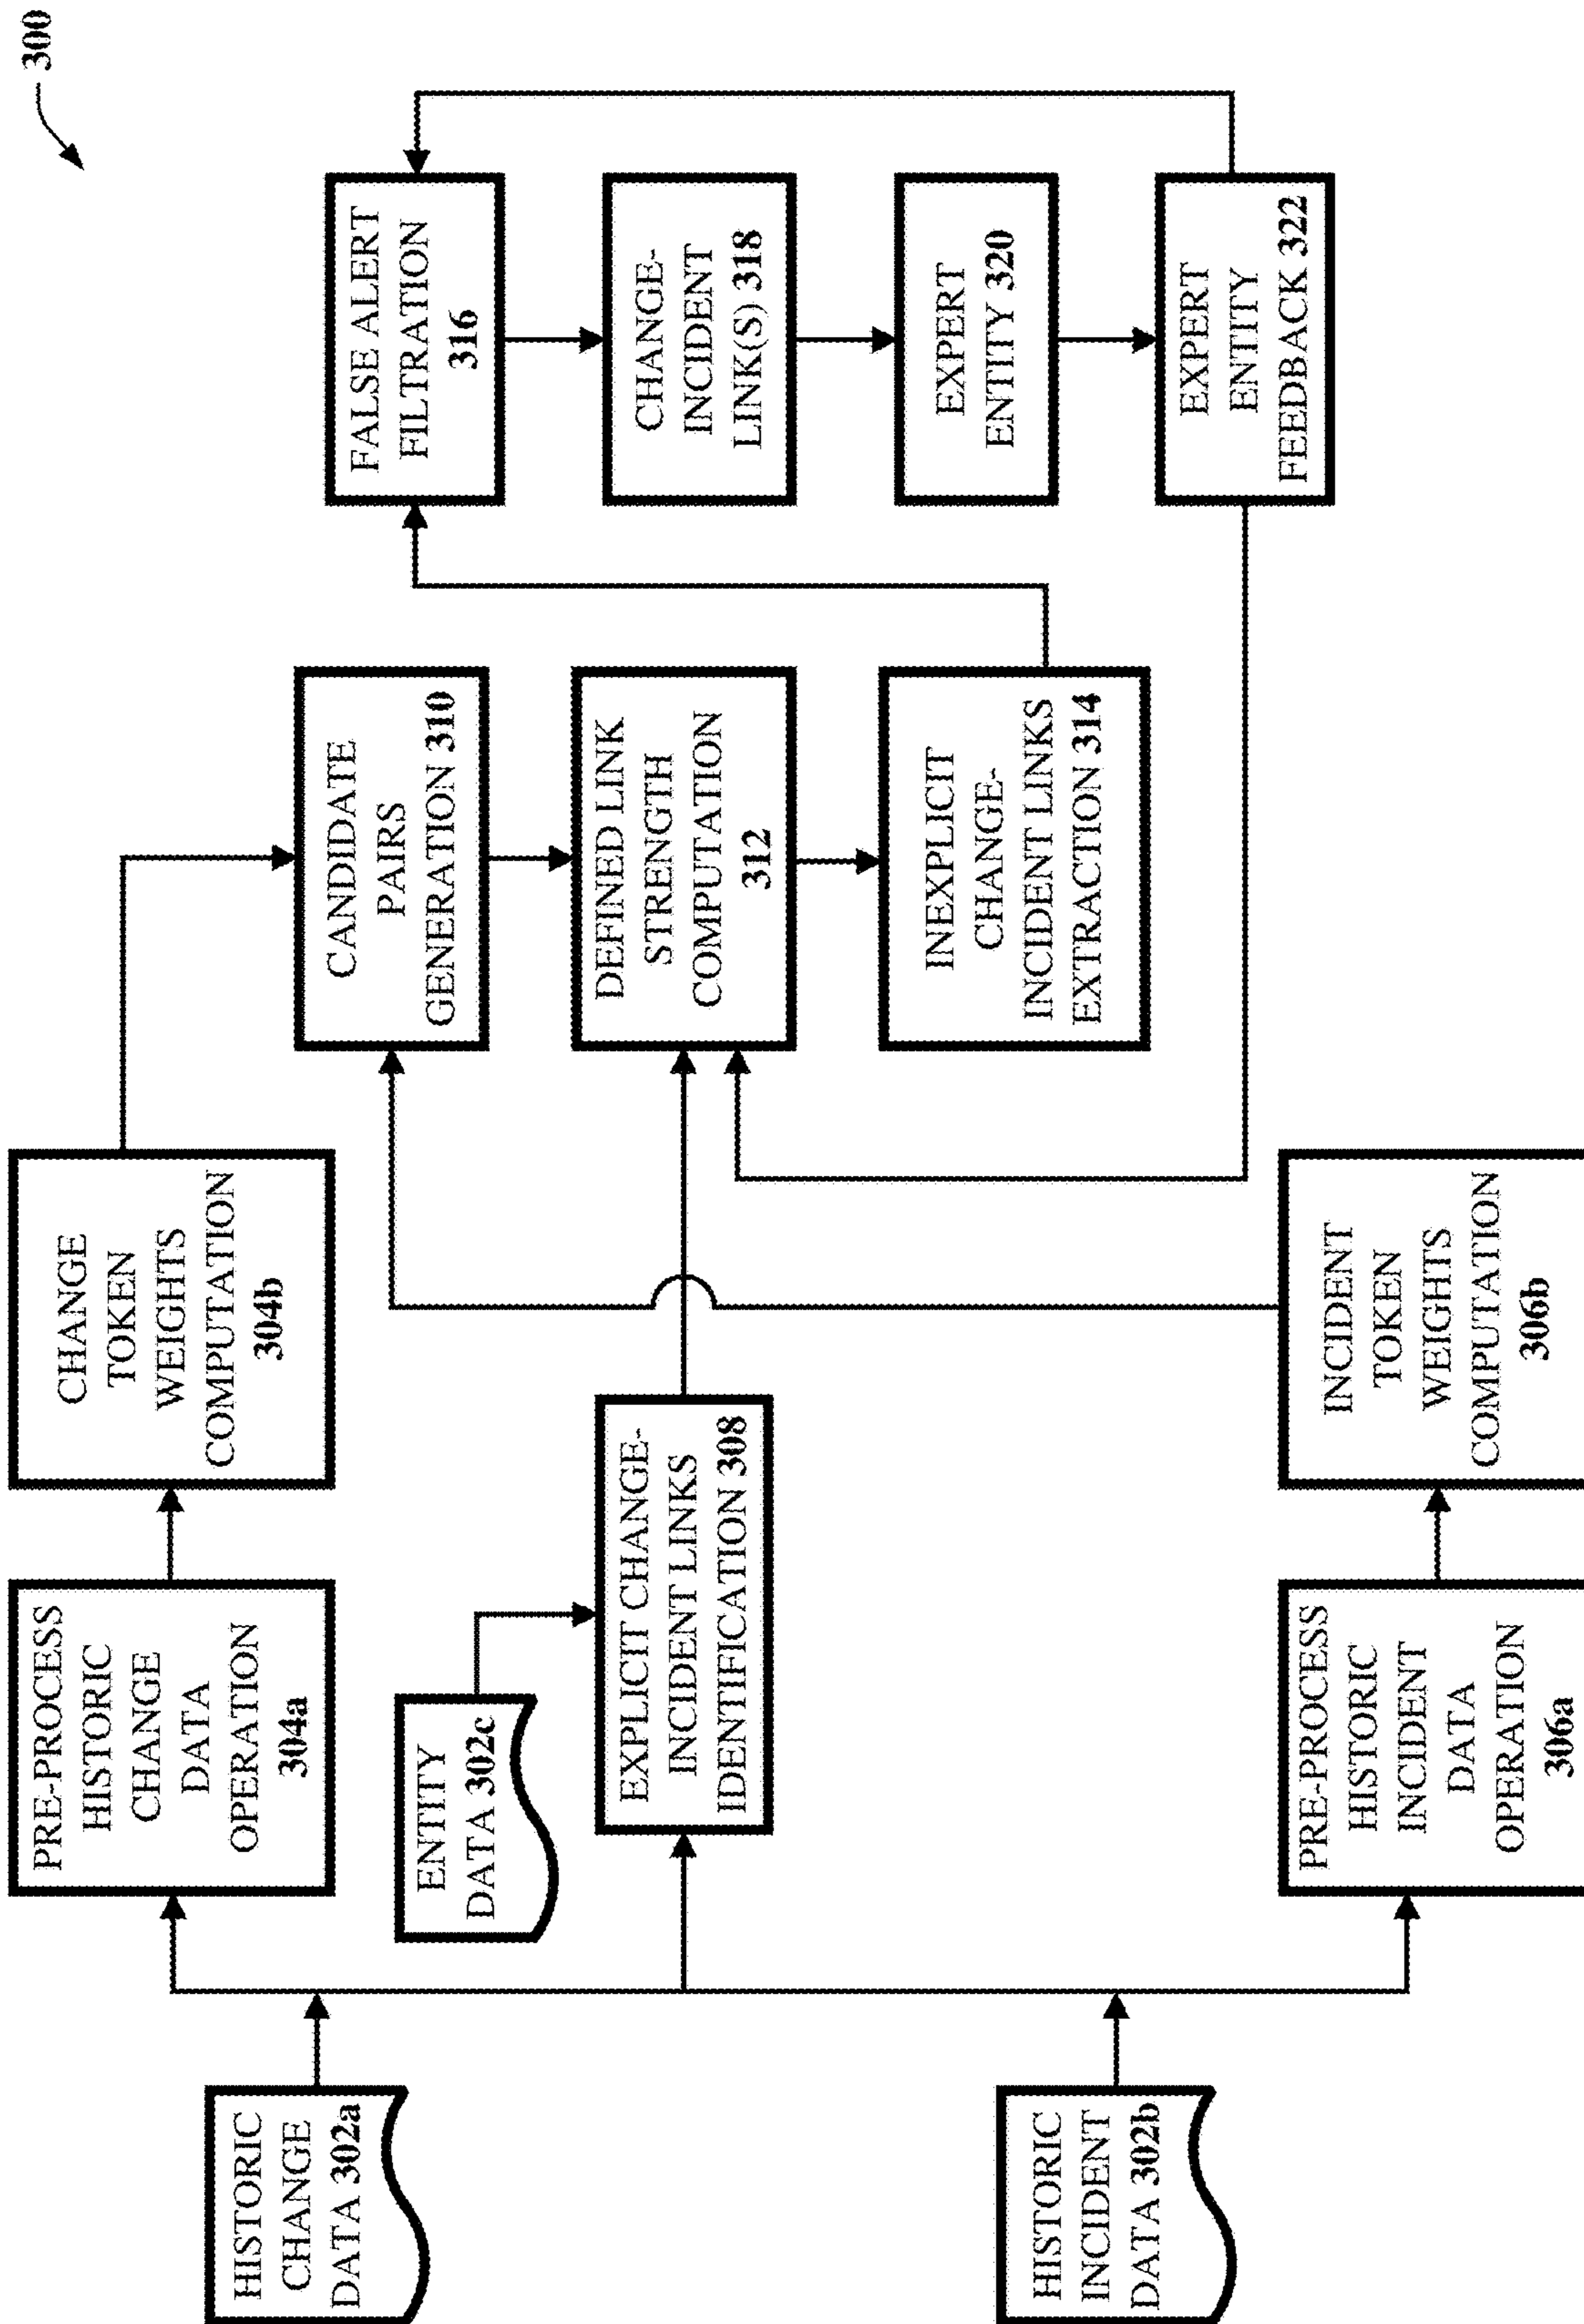 300
HISTORIC
CHANGE
DATA 302a
HISTORIC
INCIDENT
DATA 302b
PRE-PROCESS
HISTORIC
CHANGE
DATA
OPERATION
304a
ENTITY
DATA 302c
EXPLICIT CHANGE-
INCIDENT LINKS
IDENTIFICATION 308
PRE-PROCESS
HISTORIC
INCIDENT
DATA
OPERATION
306a
CHANGE
TOKEN
WEIGHTS
COMPUTATION
304b
INCIDENT
TOKEN
WEIGHTS
COMPUTATION
306b
CANDIDATE
PAIRS
GENERATION 310
DEFINED LINK
STRENGTH
COMPUTATION
312
INEXPLICIT
CHANGE-
INCIDENT LINKS
EXTRACTION 314
FALSE ALERT
FILTRATION
316
CHANGE-
INCIDENT
LINK(S) 318
EXPERT
ENTITY 320
EXPERT
ENTITY
FEEDBACK 322